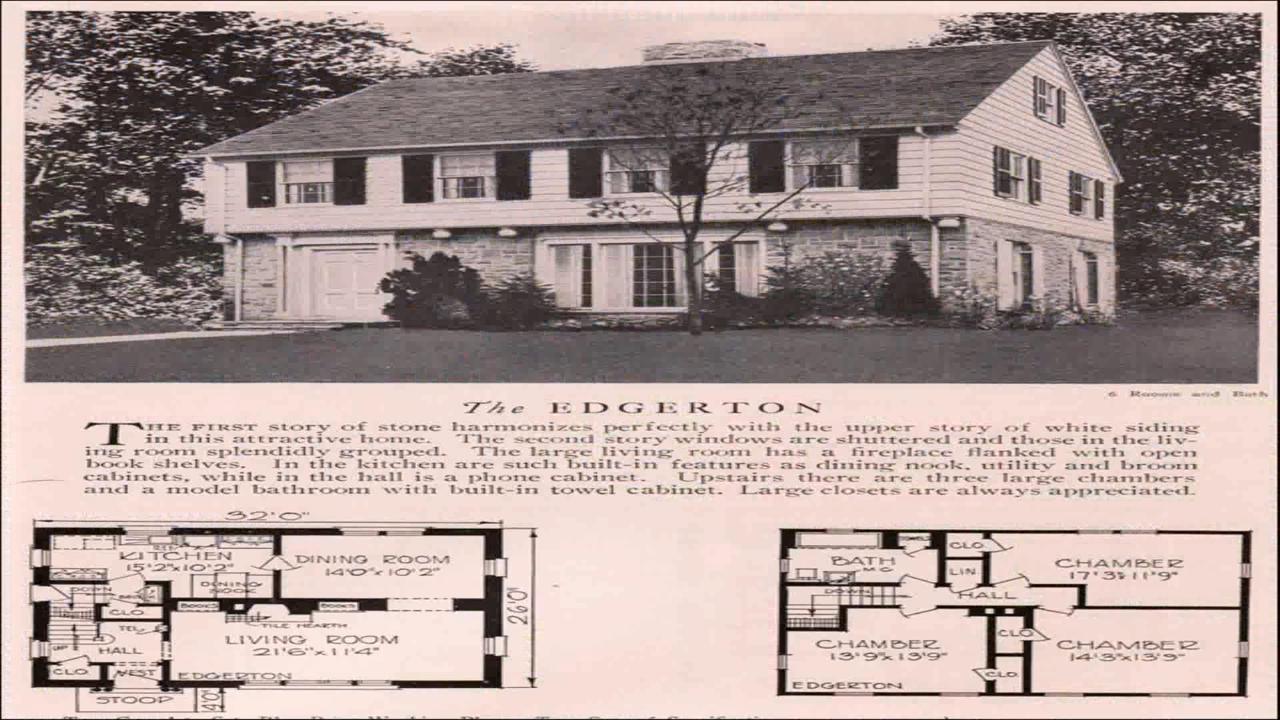 6 Rooms and Bath
The EDGERTON
THE FIRST story of stone harmonizes perfectly with the upper story of white siding
in this attractive home. The second story windows are shuttered and those in the liv-
ing room splendidly grouped. The large living room has a fireplace flanked with open
book shelves. In the kitchen are such built-in features as dining nook, utility and broom
cabinets, while in the hall is a phone cabinet. Upstairs there are three large chambers
and a model bathroom with built-in towel cabinet. Large closets are always appreciated.
32'0"
KITCHEN
15'2"x10'2"
DINING ROOM
14'0"x10'2"
DINING
NOOK
DOWN
CLO
BOOKS
BOOKS
TILE HEARTH
TEL.
LIVING ROOM
21'6"x11'4"
UP
HALL
CLO
VEST
EDGERTON
STOOP
4'0"
26'0"
BATH
M.C.
CLO
LIN
CHAMBER
17'3"x11'9"
DOWN
HALL
CHAMBER
13'9"x13'9"
CLO
CHAMBER
14'3"x13'9"
CLO
EDGERTON